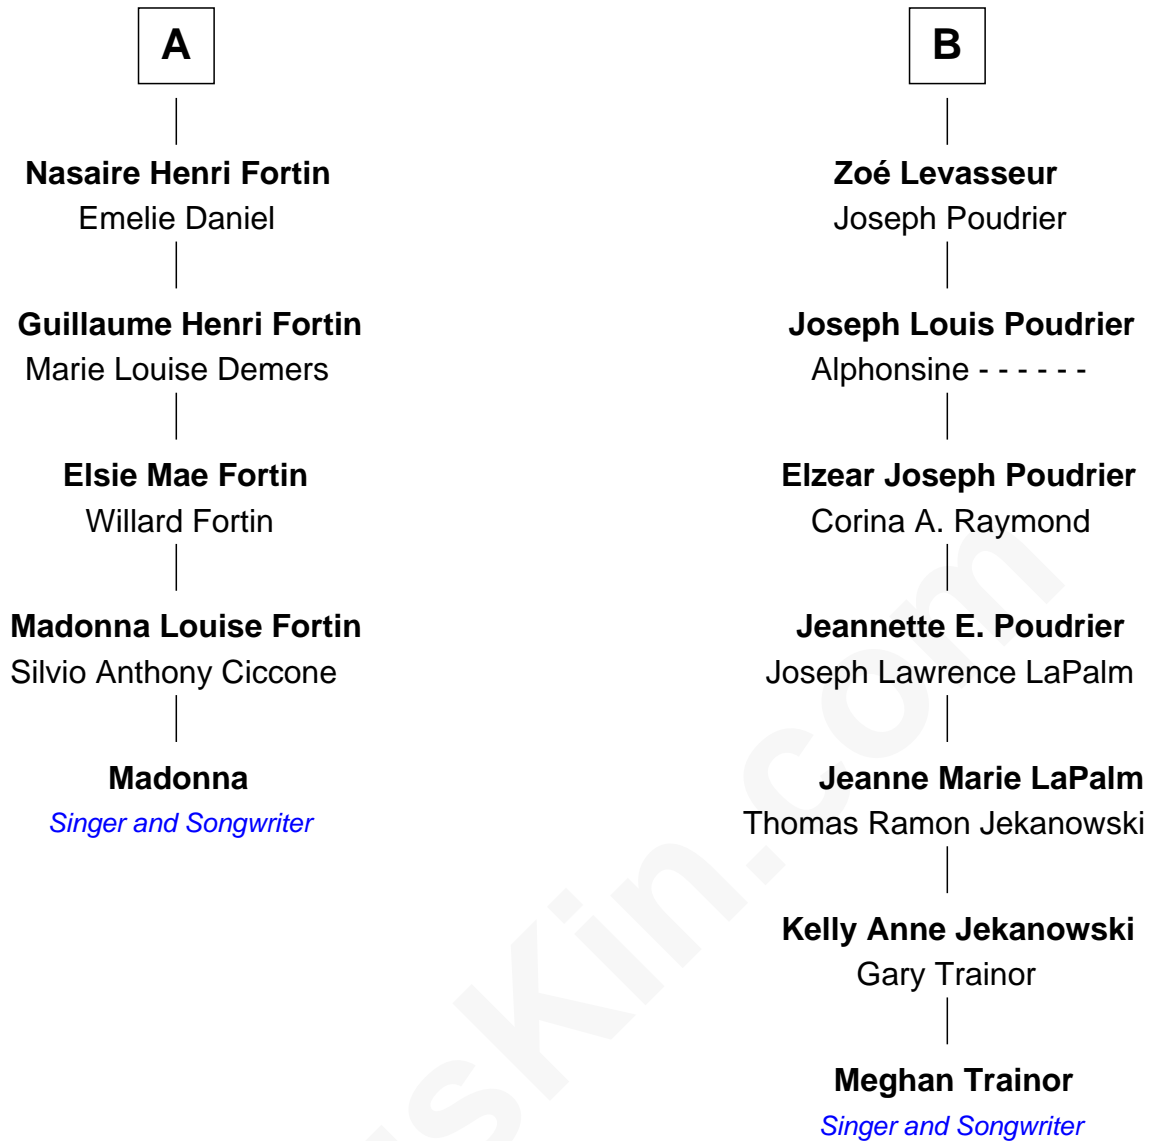 A
Nasaire Henri Fortin
Emelie Daniel
Guillaume Henri Fortin
Marie Louise Demers
Elsie Mae Fortin
Willard Fortin
Madonna Louise Fortin
Silvio Anthony Ciccone
Madonna
Singer and Songwriter
B
Zoé Levasseur
Joseph Poudrier
Joseph Louis Poudrier
Alphonsine - - - - - -
Elzear Joseph Poudrier
Corina A. Raymond
Jeannette E. Poudrier
Joseph Lawrence LaPalm
Jeanne Marie LaPalm
Thomas Ramon Jekanowski
Kelly Anne Jekanowski
Gary Trainor
Meghan Trainor
Singer and Songwriter
sKin.com